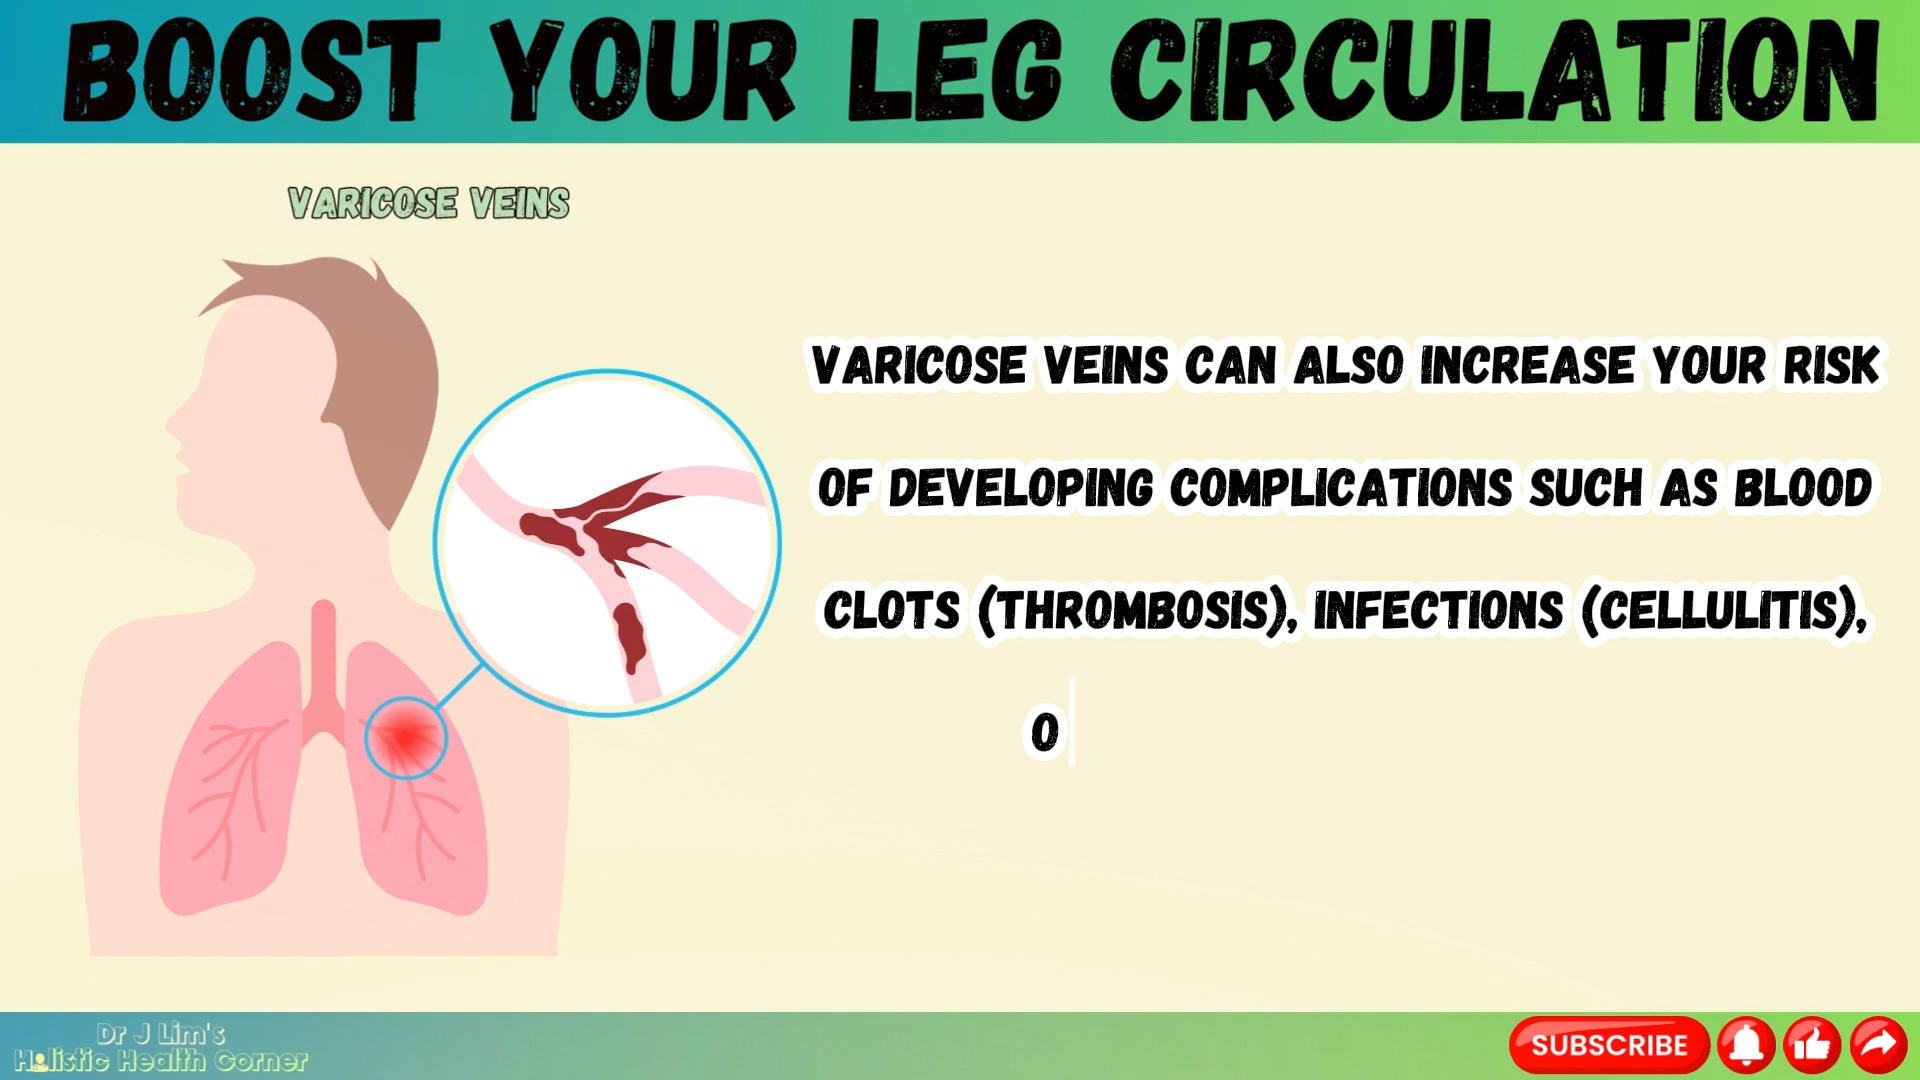 BOOST YOUR LEG CIRCULATION
VARICOSE VEINS
VARICOSE VEINS CAN ALSO INCREASE YOUR RISK
OF DEVELOPING COMPLICATIONS SUCH AS BLOOD
CLOTS (THROMBOSIS), INFECTIONS (CELLULITIS),
O
Dr J Lim's
Holistic Health Corner
SUBSCRIBE